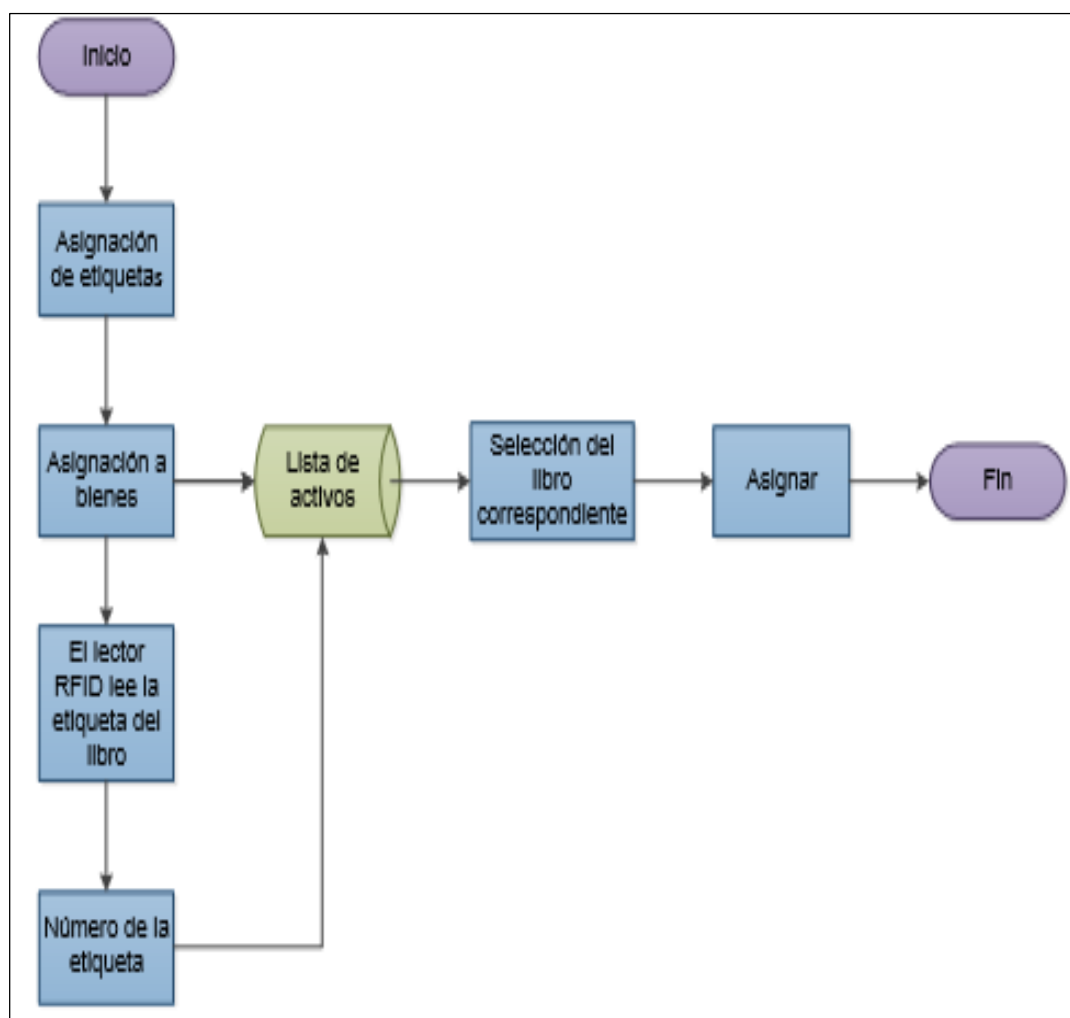 Inicio
Asignación
de etiquetas
Asignación a
bienes
Lista de
activos
Selección del
libro
correspondiente
Asignar
Fin
El lector
RFID lee la
etiqueta del
libro
Número de la
etiqueta